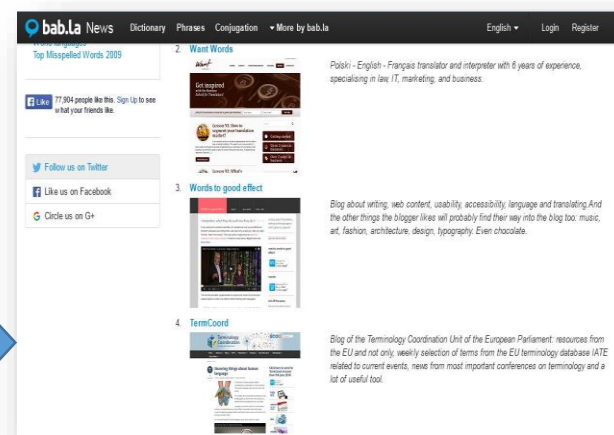 bab.la News Dictionary Phrases Conjugation More by bab.la English Login Register
Top Misspelled Words 2009
Like 77,904 people like this. Sign Up to see
what your friends like.
Follow us on Twitter
Like us on Facebook
Circle us on G+
2. Want Words
Get inspired
Polski - English - Français translator and interpreter with 6 years of experience,
specialising in law, IT, marketing, and business.
3. Words to good effect
Blog about writing, web content, usability, accessibility, language and translating.And
the other things the blogger likes will probably find their way into the blog too: music,
art, fashion, architecture, design, typography. Even chocolate.
4. TermCoord
Terminology
Coordination
Blog of the Terminology Coordination Unit of the European Parliament: resources from
the EU and not only, weekly selection of terms from the EU terminology database IATE
related to current events, news from most important conferences on terminology and a
lot of useful tool.